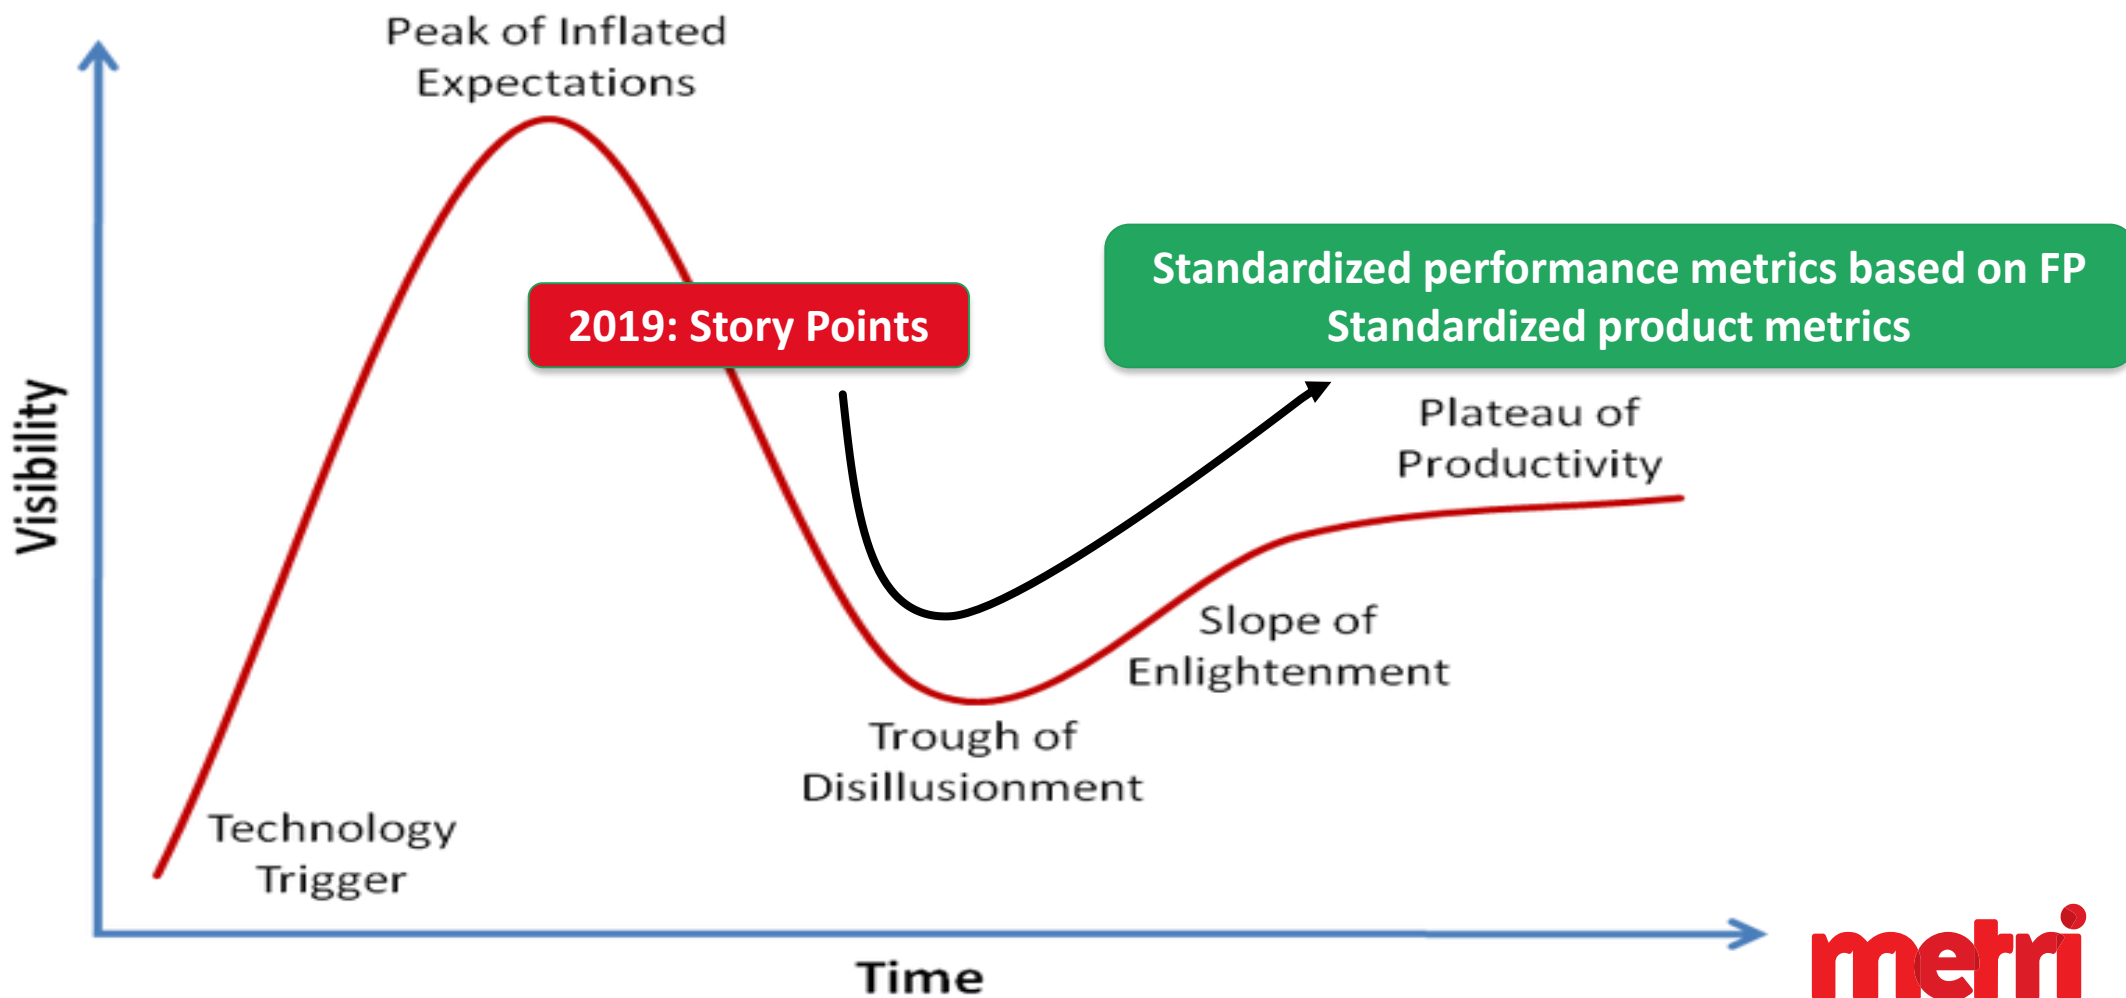 Peak of Inflated
Expectations
Standardized performance metrics based on FP
Standardized product metrics
2019: Story Points
Plateau of
Productivity
Visibility
Slope of
Enlightenment
Trough of
Disillusionment
Technology
Trigger
Time
metri